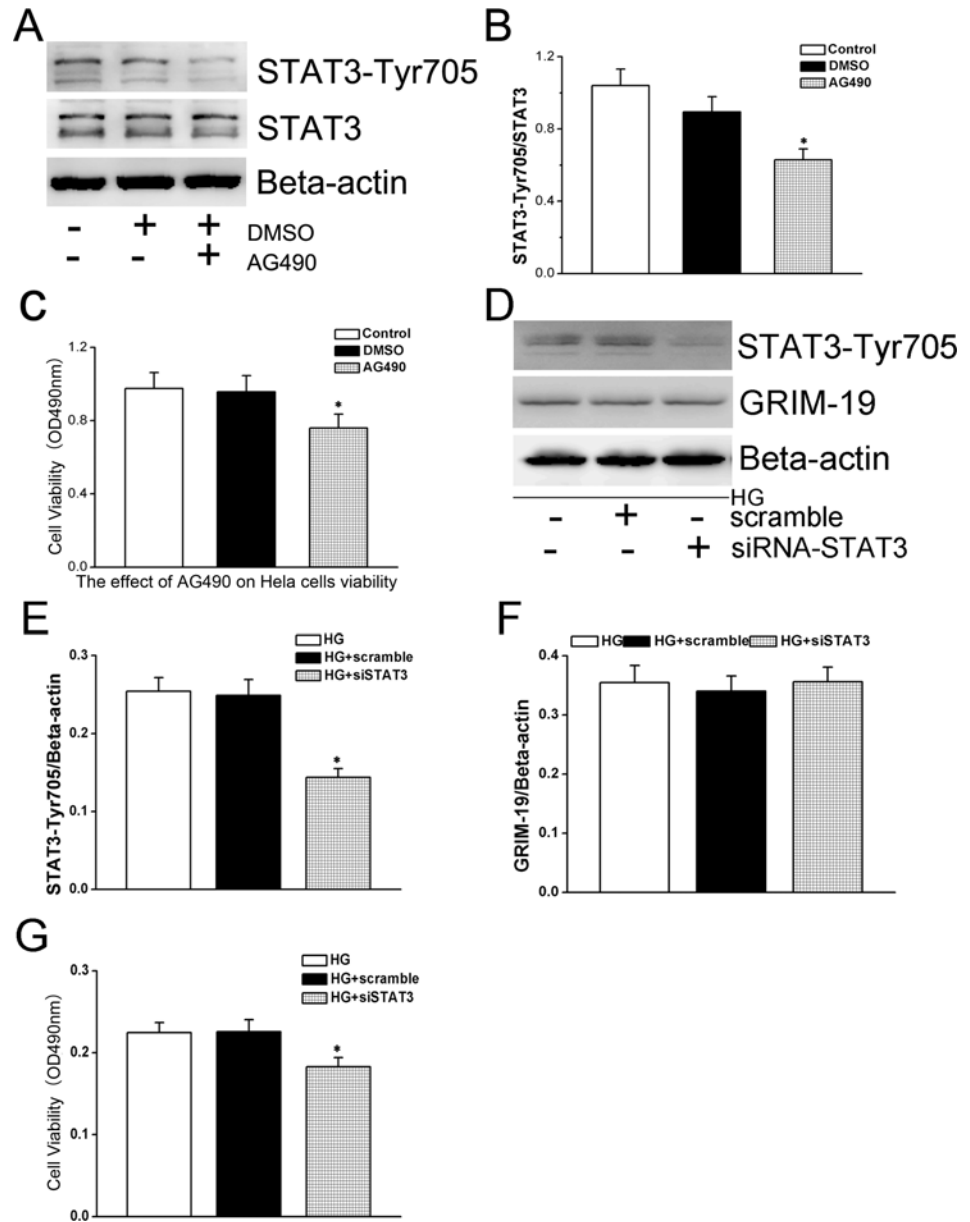 A
STAT3-Tyr705
STAT3
Beta-actin
- + + DMSO
- - + AG490
B
Control
DMSO
AG490
STAT3-Tyr705/STAT3
1.2
0.8
0.4
0.0
*
C
Control
DMSO
AG490
Cell Viability (OD490nm)
1.2
0.8
0.4
0.0
*
The effect of AG490 on Hela cells viability
D
STAT3-Tyr705
GRIM-19
Beta-actin
HG
- + - scramble
- - + siRNA-STAT3
E
HG
HG+scramble
HG+siSTAT3
STAT3-Tyr705/Beta-actin
0.3
0.2
0.1
0.0
*
F
HG HG+scramble HG+siSTAT3
GRIM-19/Beta-actin
0.4
0.3
0.2
0.1
0.0
G
HG
HG+scramble
HG+siSTAT3
Cell Viability (OD490nm)
0.3
0.2
0.1
0.0
*